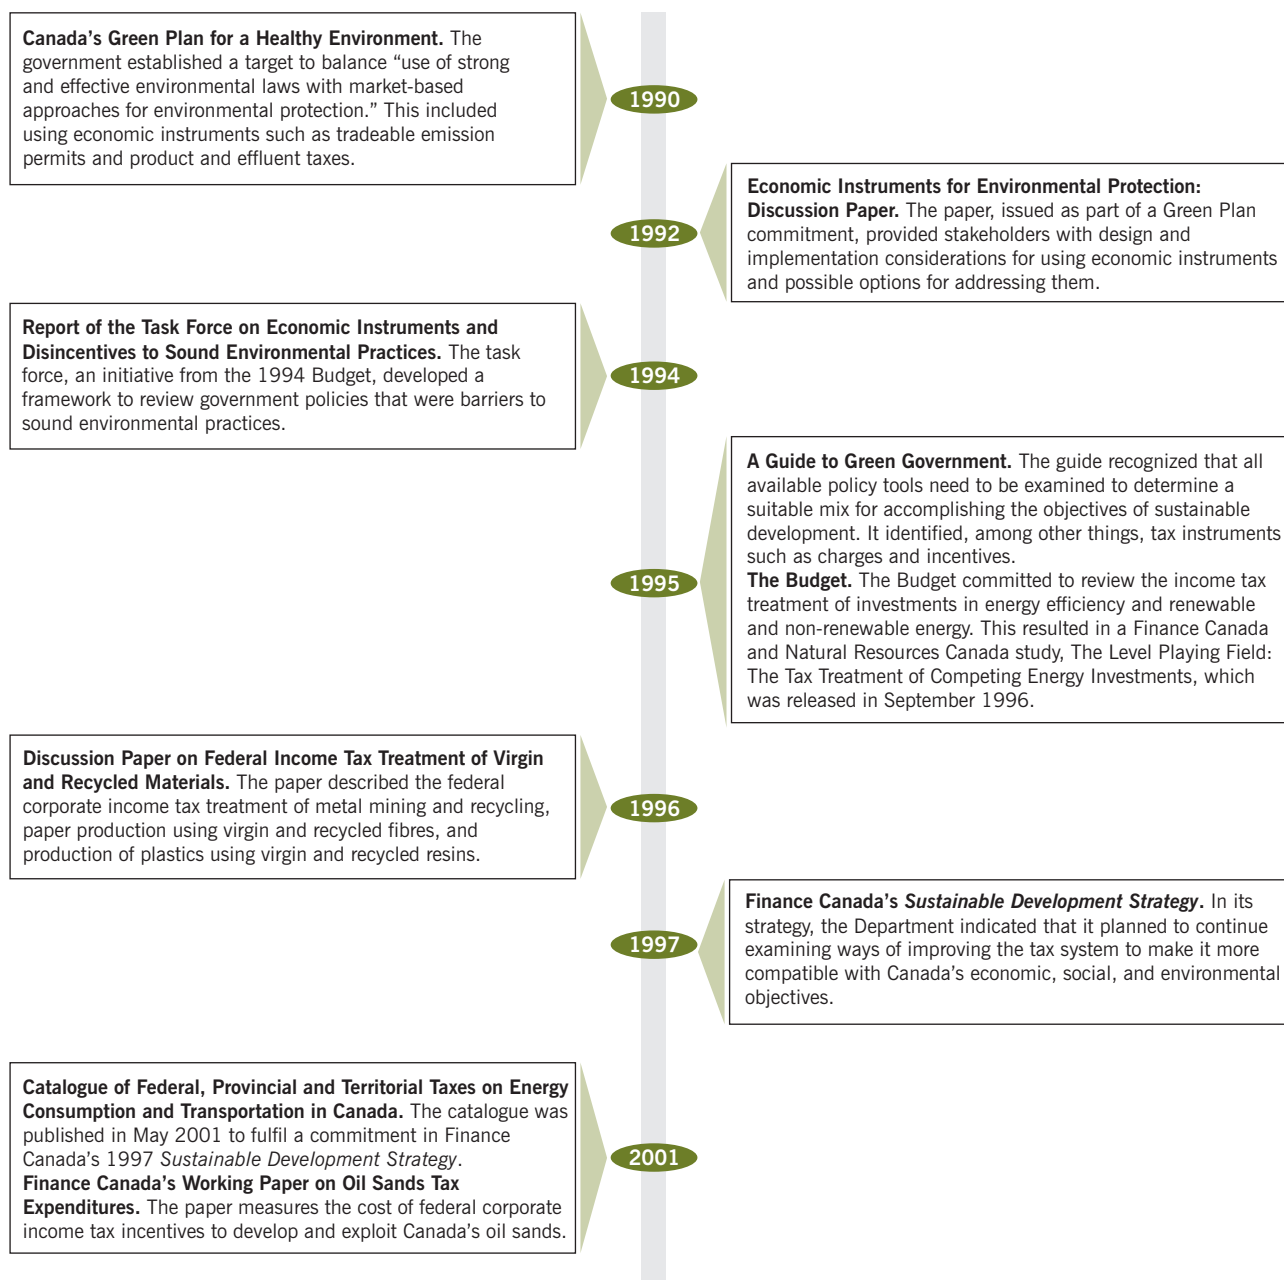 Canada’s Green Plan for a Healthy Environment. The
government established a target to balance “use of strong
and effective environmental laws with market-based
approaches for environmental protection.” This included
using economic instruments such as tradeable emission
permits and product and effluent taxes.
1990
Economic Instruments for Environmental Protection:
Discussion Paper. The paper, issued as part of a Green Plan
commitment, provided stakeholders with design and
implementation considerations for using economic instruments
and possible options for addressing them.
1992
Report of the Task Force on Economic Instruments and
Disincentives to Sound Environmental Practices. The task
force, an initiative from the 1994 Budget, developed a
framework to review government policies that were barriers to
sound environmental practices.
1994
A Guide to Green Government. The guide recognized that all
available policy tools need to be examined to determine a
suitable mix for accomplishing the objectives of sustainable
development. It identified, among other things, tax instruments
such as charges and incentives.
The Budget. The Budget committed to review the income tax
treatment of investments in energy efficiency and renewable
and non-renewable energy. This resulted in a Finance Canada
and Natural Resources Canada study, The Level Playing Field:
The Tax Treatment of Competing Energy Investments, which
was released in September 1996.
1995
Discussion Paper on Federal Income Tax Treatment of Virgin
and Recycled Materials. The paper described the federal
corporate income tax treatment of metal mining and recycling,
paper production using virgin and recycled fibres, and
production of plastics using virgin and recycled resins.
1996
Finance Canada’s Sustainable Development Strategy. In its
strategy, the Department indicated that it planned to continue
examining ways of improving the tax system to make it more
compatible with Canada’s economic, social, and environmental
objectives.
1997
Catalogue of Federal, Provincial and Territorial Taxes on Energy
Consumption and Transportation in Canada. The catalogue was
published in May 2001 to fulfil a commitment in Finance
Canada’s 1997 Sustainable Development Strategy.
Finance Canada’s Working Paper on Oil Sands Tax
Expenditures. The paper measures the cost of federal corporate
income tax incentives to develop and exploit Canada’s oil sands.
2001